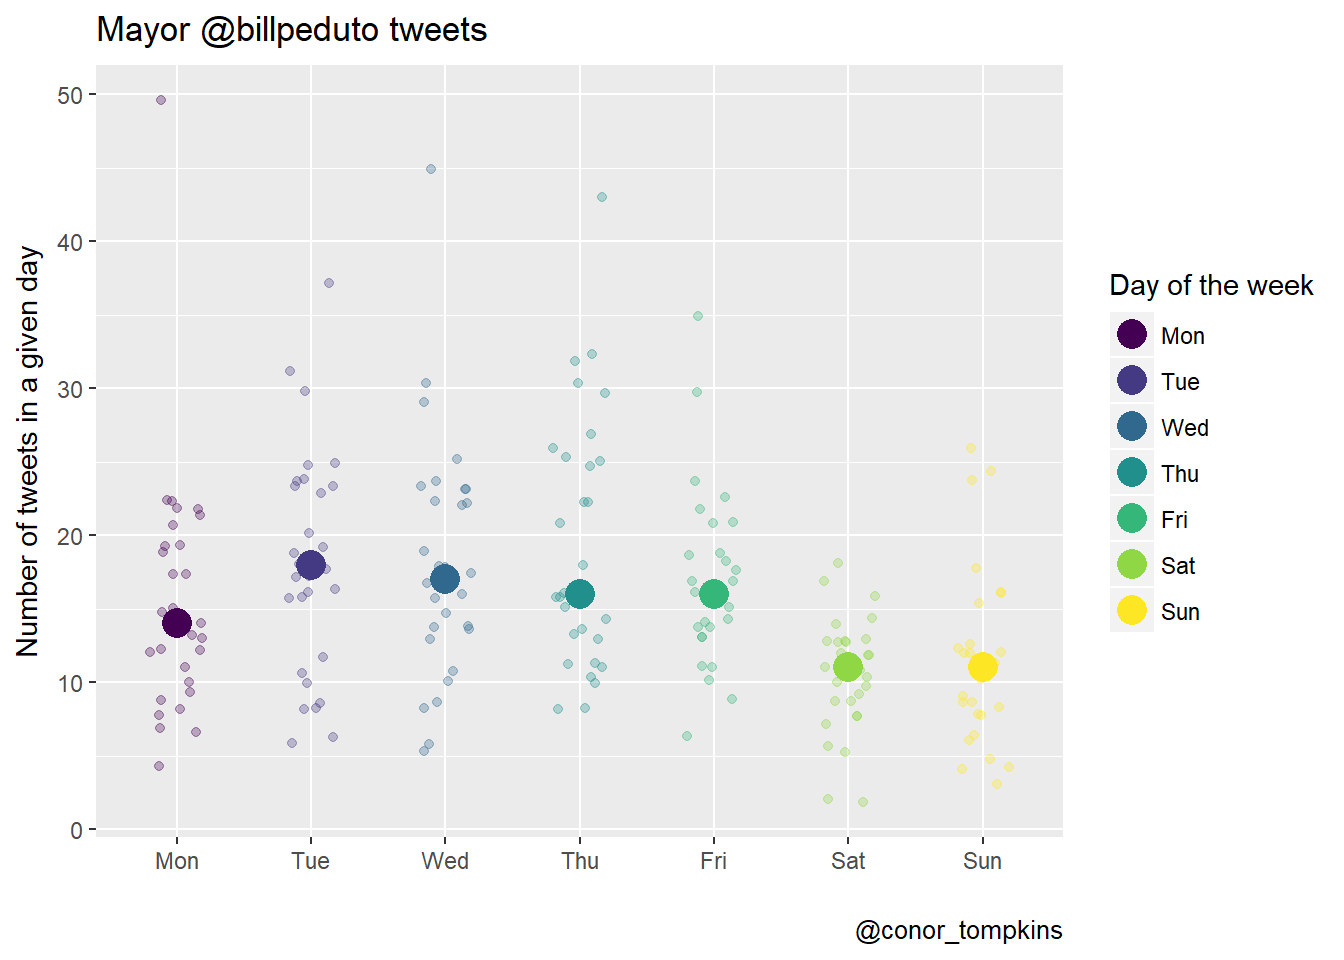 Mayor @billpeduto tweets
Number of tweets in a given day
50
40
30
20
10
0
Mon Tue Wed Thu Fri Sat Sun
Day of the week
Mon
Tue
Wed
Thu
Fri
Sat
Sun
@conor_tompkins